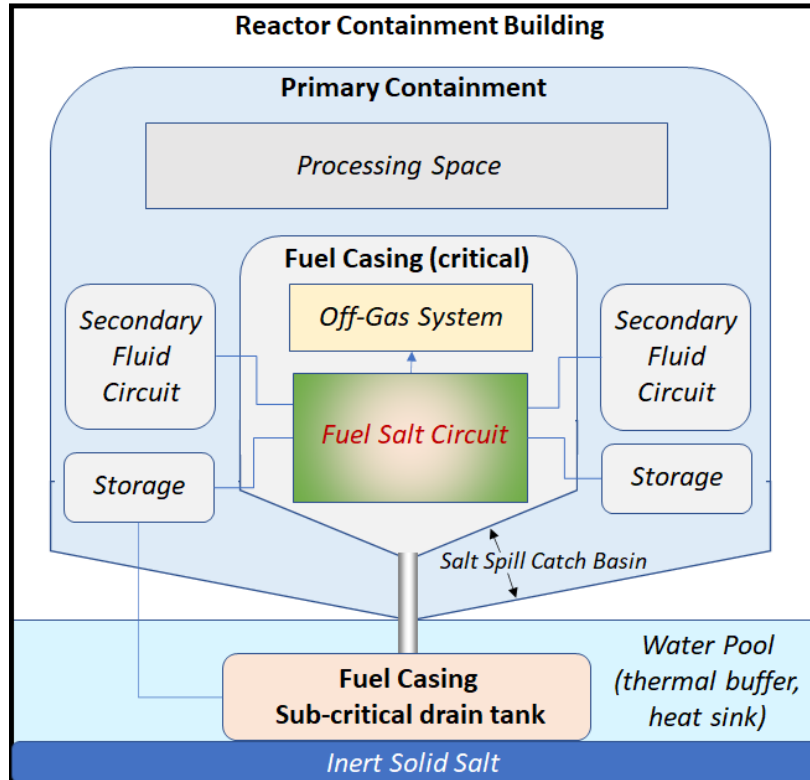 Reactor Containment Building
Primary Containment
Processing Space
Fuel Casing (critical)
Off-Gas System
Secondary
Fluid
Circuit
Secondary
Fluid
Circuit
Fuel Salt Circuit
Storage
Storage
Salt Spill Catch Basin
Water Pool
(thermal buffer,
heat sink)
Fuel Casing
Sub-critical drain tank
Inert Solid Salt